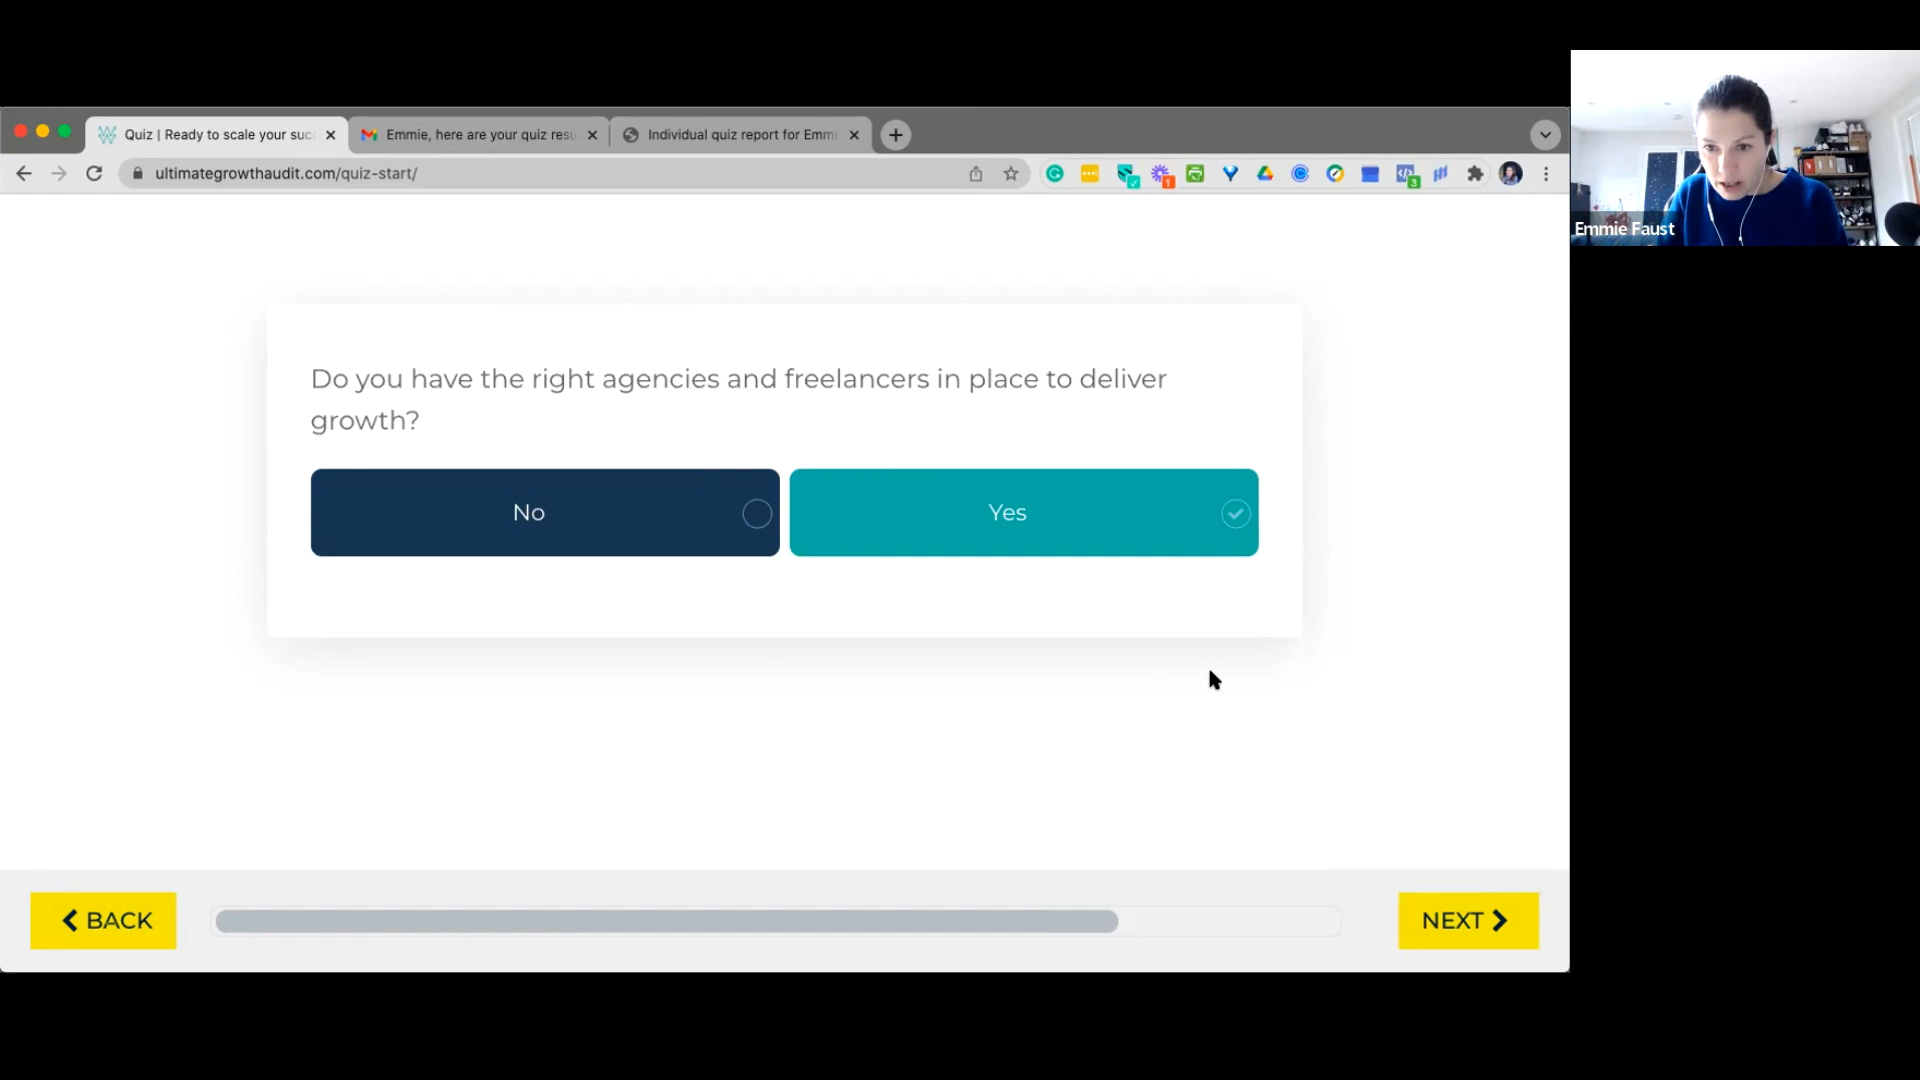 Quiz | Ready to scale your suc
Emmie, here are your quiz resu
Individual quiz report for Emm
ultimategrowthaudit.com/quiz-start/
1
3
Emmie Faust
Do you have the right agencies and freelancers in place to deliver
growth?
No
Yes
BACK
NEXT